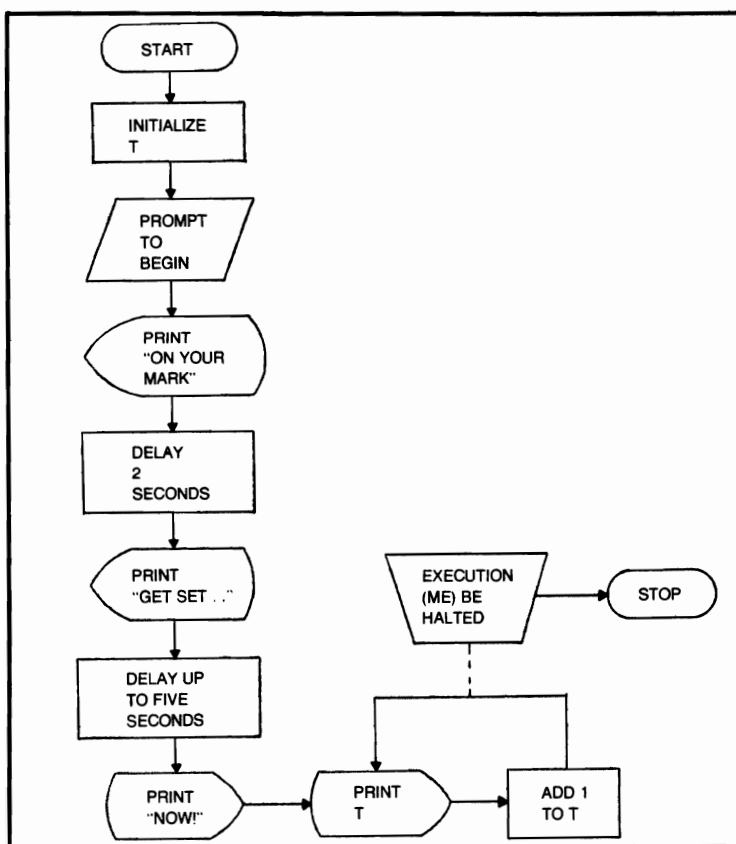 START
INITIALIZE
T
PROMPT
TO
BEGIN
PRINT
"ON YOUR
MARK"
DELAY
2
SECONDS
PRINT
"GET SET . ."
DELAY UP
TO FIVE
SECONDS
PRINT
"NOW!"
PRINT
T
ADD 1
TO T
EXECUTION
(ME) BE
HALTED
STOP